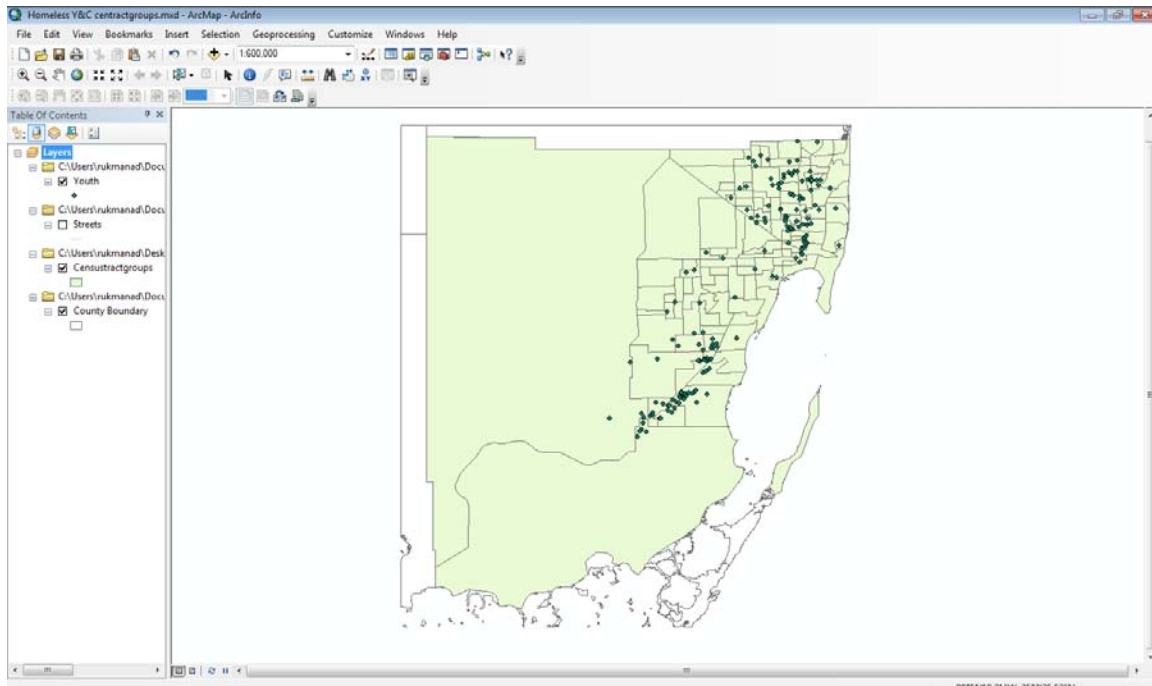 Homeless Y&C centractgroups.mxd - ArcMap - ArcInfo
File Edit View Bookmarks Insert Selection Geoprocessing Customize Windows Help
1:600,000
Table Of Contents
Layers
C:\Users\rukmanad\Docu
Youth
C:\Users\rukmanad\Docu
Streets
C:\Users\rukmanad\Desk
Censustractgroups
C:\Users\rukmanad\Docu
County Boundary